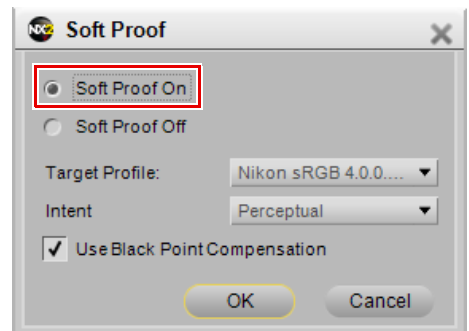 NX2 Soft Proof
Soft Proof On
Soft Proof Off
Target Profile: Nikon sRGB 4.0.0....
Intent Perceptual
Use Black Point Compensation
OK Cancel